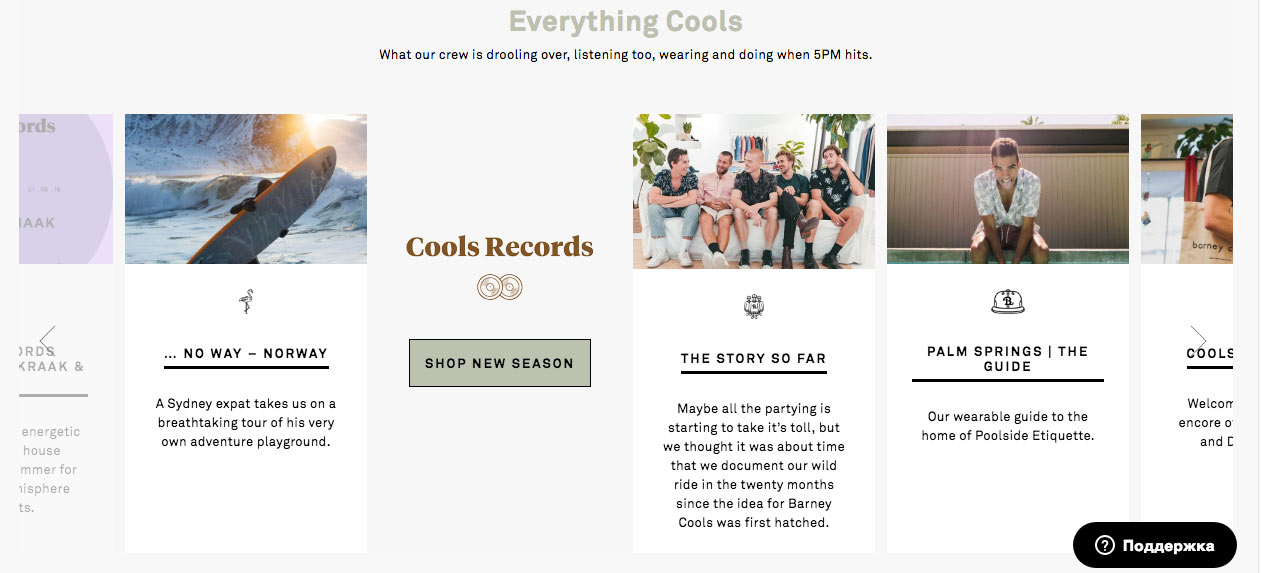 Everything Cools
What our crew is drooling over, listening too, wearing and doing when 5PM hits.
ords
21.05.18
RAAK
ORDS
KRAAK &
energetic
house
mmer for
nisphere
ts.
... NO WAY – NORWAY
A Sydney expat takes us on a
breathtaking tour of his very
own adventure playground.
Cools Records
SHOP NEW SEASON
THE STORY SO FAR
Maybe all the partying is
starting to take it's toll, but
we thought it was about time
that we document our wild
ride in the twenty months
since the idea for Barney
Cools was first hatched.
B
PALM SPRINGS | THE
GUIDE
Our wearable guide to the
home of Poolside Etiquette.
barney c
COOLS
Welcom
encore o
and D
Поддержка